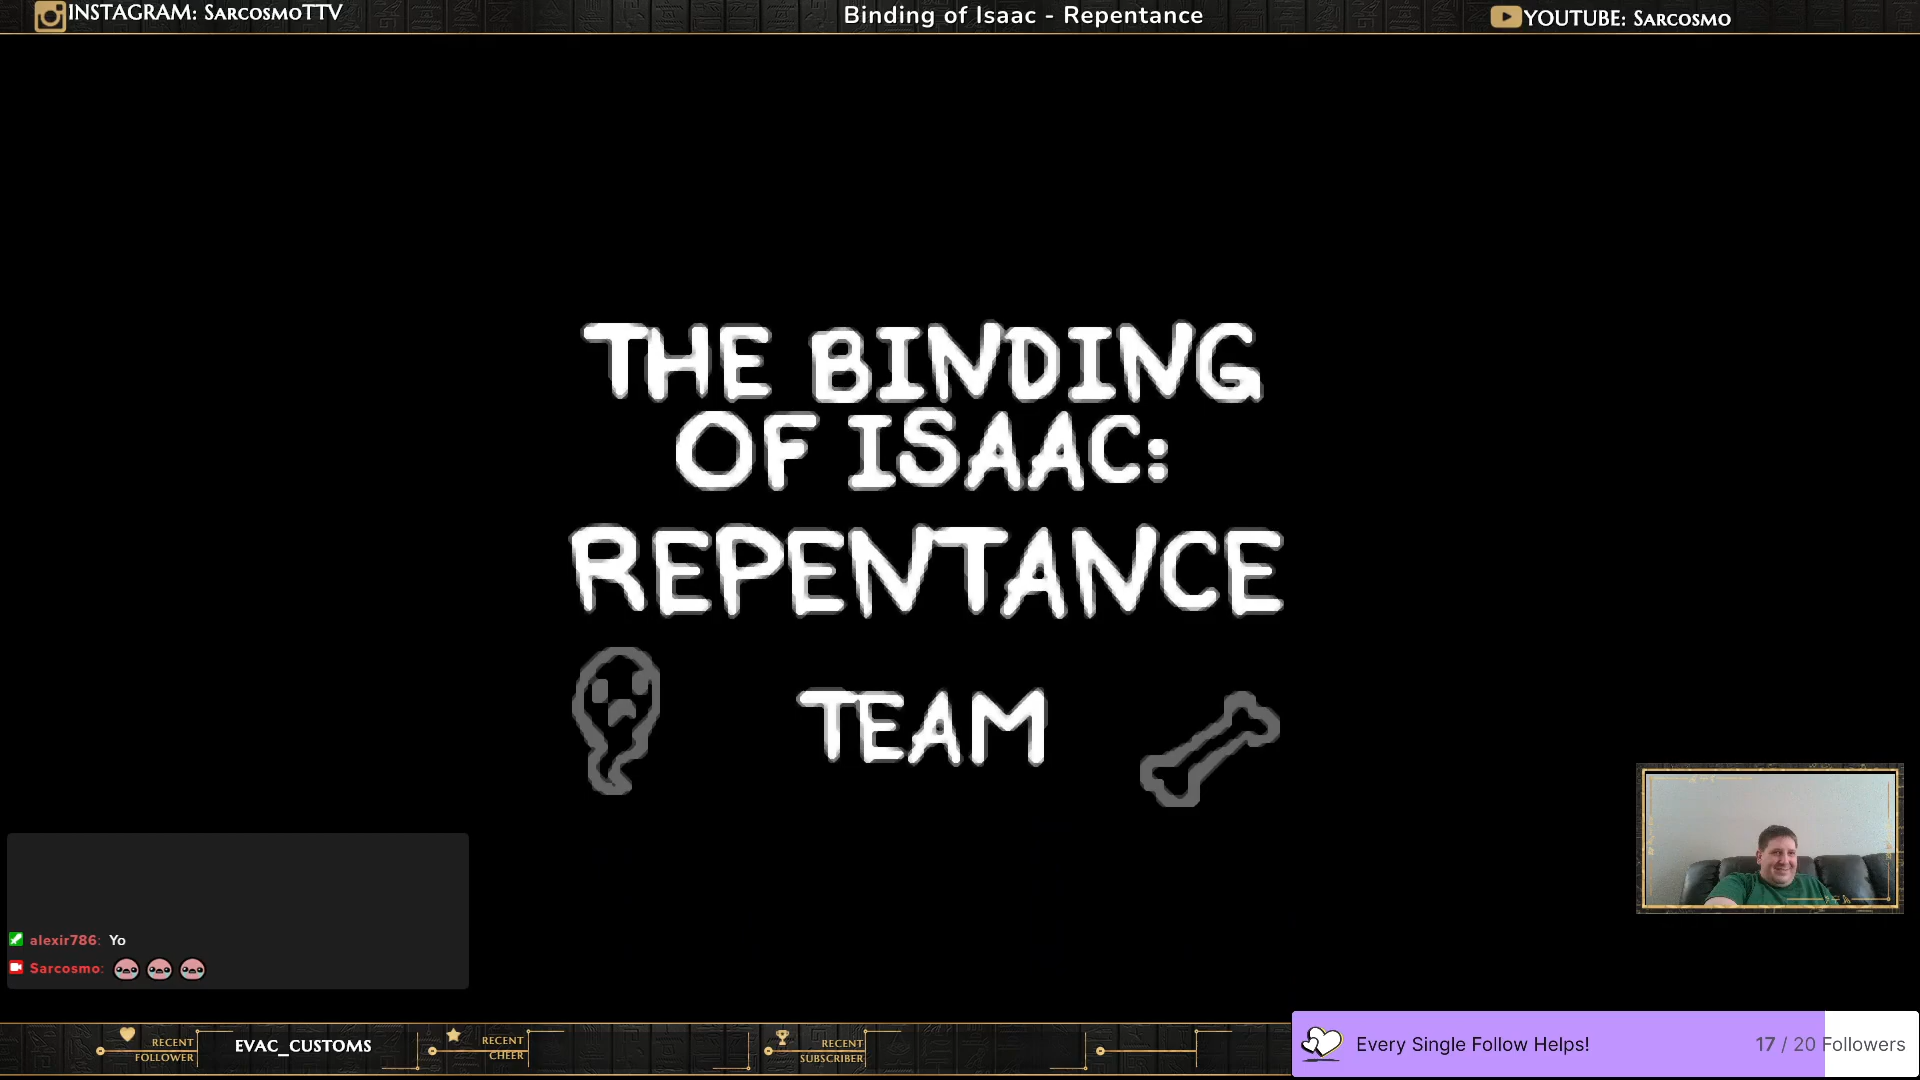 INSTAGRAM: SarcosmoTTV
Binding of Isaac - Repentance
YOUTUBE: Sarcosmo
THE BINDING
OF ISAAC:
REPENTANCE
TEAM
alexir786: Yo
Sarcosmo:
RECENT
FOLLOWER
EVAC_CUSTOMS
RECENT
CHEER
RECENT
SUBSCRIBER
Every Single Follow Helps!
17 / 20 Followers